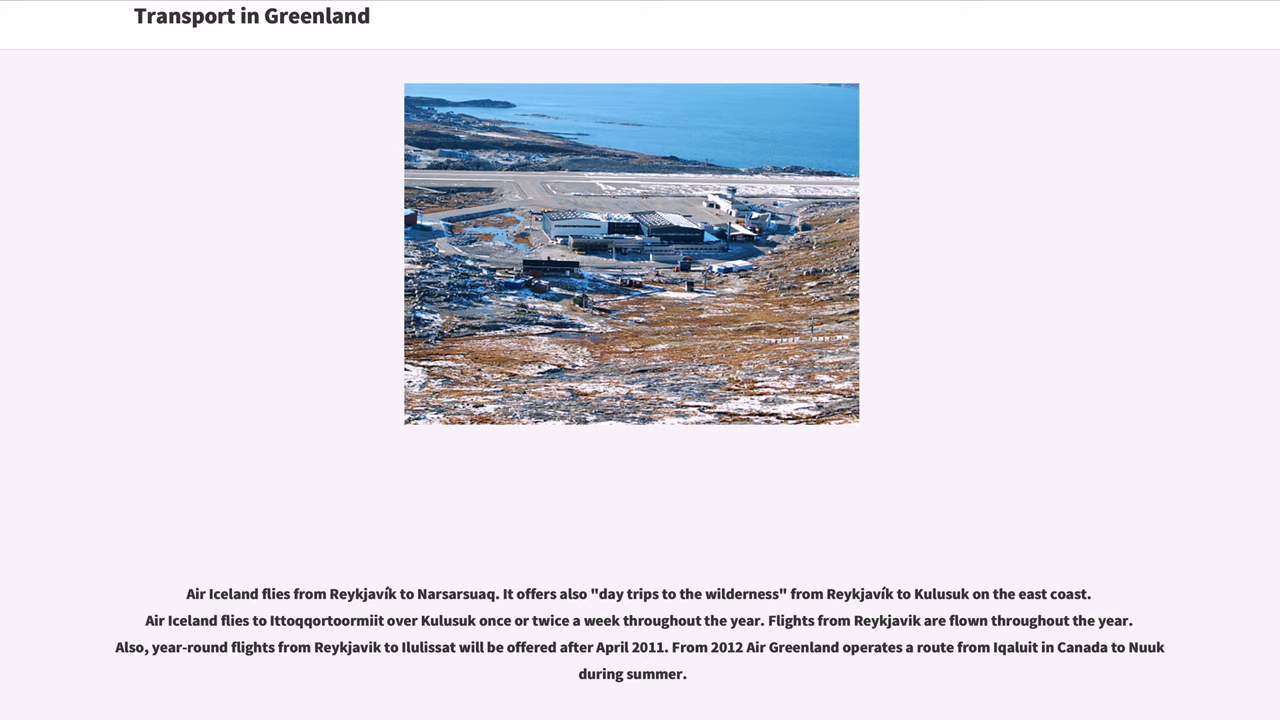 Transport in Greenland
Air Iceland flies from Reykjavík to Narsarsuaq. It offers also "day trips to the wilderness" from Reykjavík to Kulusuk on the east coast.
Air Iceland flies to Ittoqqortoormiit over Kulusuk once or twice a week throughout the year. Flights from Reykjavik are flown throughout the year.
Also, year-round flights from Reykjavik to Ilulissat will be offered after April 2011. From 2012 Air Greenland operates a route from Iqaluit in Canada to Nuuk
during summer.